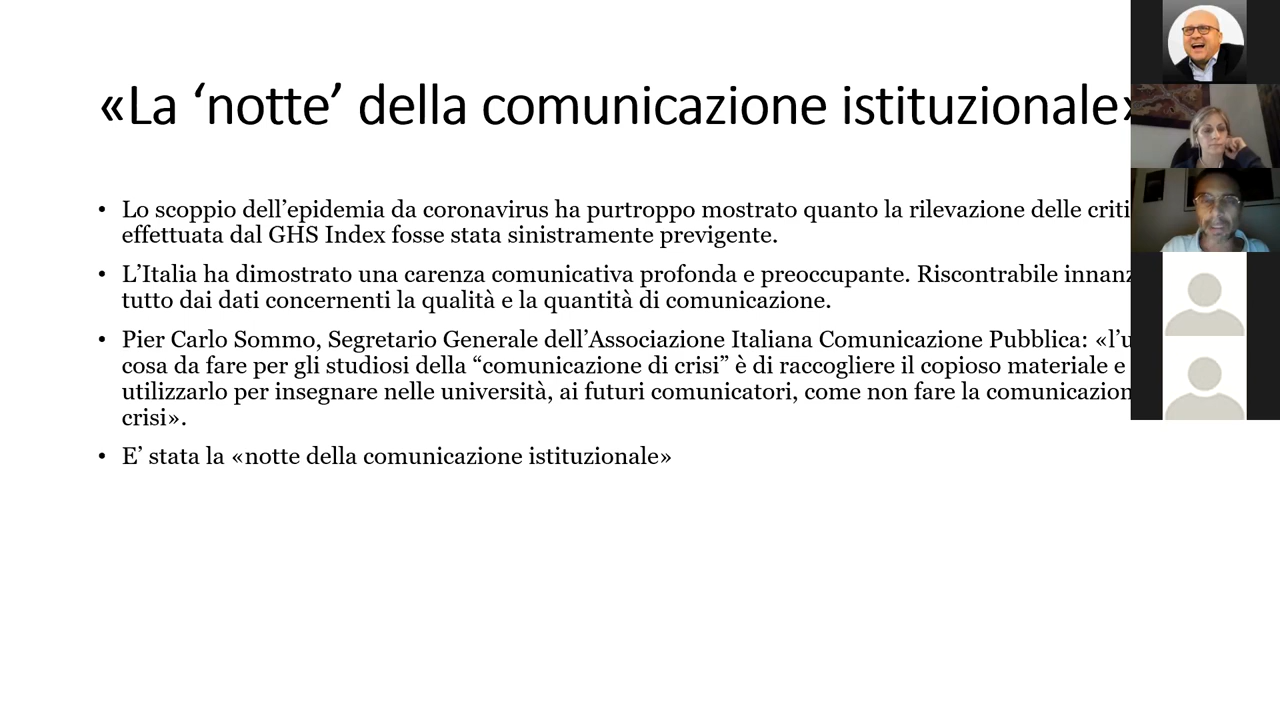 «La ‘notte’ della comunicazione istituzionale»
• Lo scoppio dell’epidemia da coronavirus ha purtroppo mostrato quanto la rilevazione delle
effettuata dal GHS Index fosse stata sinistramente previgente.
• L’Italia ha dimostrato una carenza comunicativa profonda e preoccupante. Riscontrabile
tutto dai dati concernenti la qualità e la quantità di comunicazione.
• Pier Carlo Sommo, Segretario Generale dell’Associazione Italiana Comunicazione Pubblica:
cosa da fare per gli studiosi della “comunicazione di crisi” è di raccogliere il copioso materiale e
utilizzarlo per insegnare nelle università, ai futuri comunicatori, come non fare la
crisi».
• E’ stata la «notte della comunicazione istituzionale»